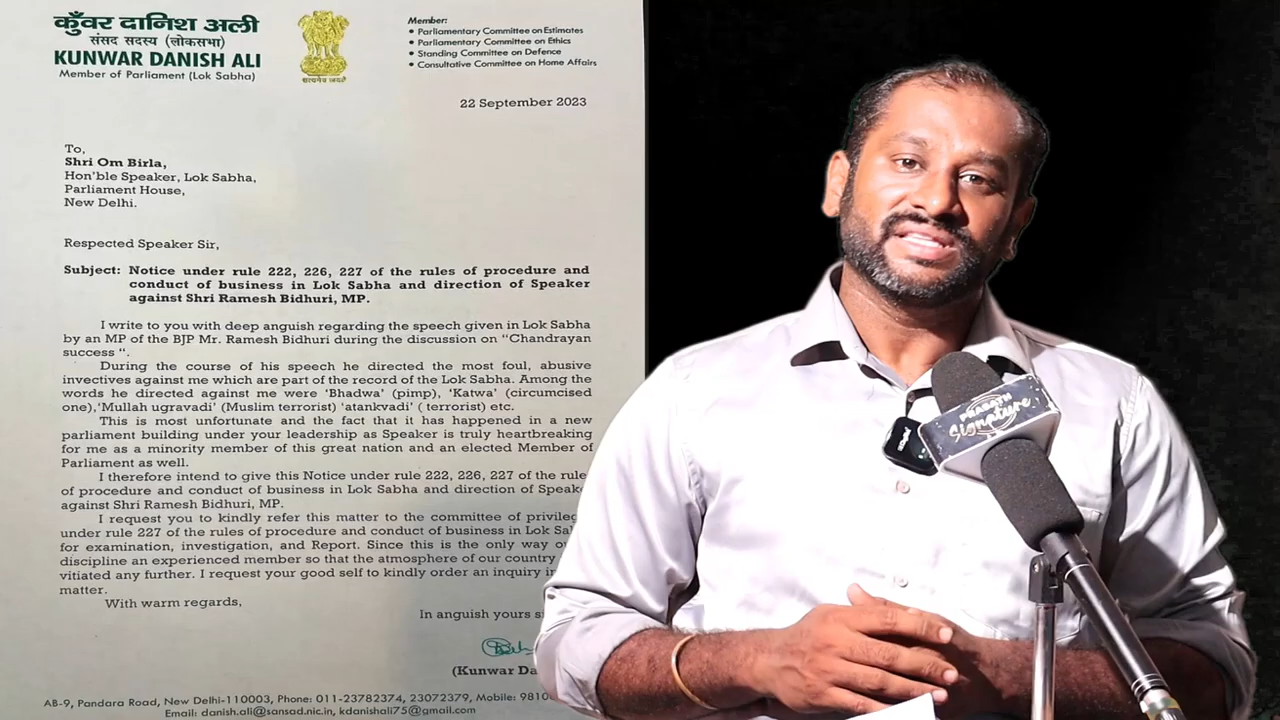 कुँवर दानिश अली
संसद सदस्य (लोकसभा)
KUNWAR DANISH ALI
Member of Parliament (Lok Sabha)
सत्यमेव जयते
Member:
• Parliamentary Committee on Estimates
• Parliamentary Committee on Ethics
• Standing Committee on Defence
• Consultative Committee on Home Affairs
22 September 2023
To,
Shri Om Birla,
Hon'ble Speaker, Lok Sabha,
Parliament House,
New Delhi.
Respected Speaker Sir,
Subject: Notice under rule 222, 226, 227 of the rules of procedure and
conduct of business in Lok Sabha and direction of Speaker
against Shri Ramesh Bidhuri, MP.
I write to you with deep anguish regarding the speech given in Lok Sabha
by an MP of the BJP Mr. Ramesh Bidhuri during the discussion on "Chandrayan
success ".
During the course of his speech he directed the most foul, abusive
invectives against me which are part of the record of the Lok Sabha. Among the
words he directed against me were 'Bhadwa' (pimp), 'Katwa' (circumcised
one),'Mullah ugravadi' (Muslim terrorist) 'atankvadi' ( terrorist) etc.
This is most unfortunate and the fact that it has happened in a new
parliament building under your leadership as Speaker is truly heartbreaking
for me as a minority member of this great nation and an elected Member of
Parliament as well.
I therefore intend to give this Notice under rule 222, 226, 227 of the rule
of procedure and conduct of business in Lok Sabha and direction of Speake
against Shri Ramesh Bidhuri, MP.
I request you to kindly refer this matter to the committee of privileg
under rule 227 of the rules of procedure and conduct of business in Lok Sa
for examination, investigation, and Report. Since this is the only way o
discipline an experienced member so that the atmosphere of our country
vitiated any further. I request your good self to kindly order an inquiry in
matter.
With warm regards,
In anguish yours si
(Kunwar Da
AB-9, Pandara Road, New Delhi-110003, Phone: 011-23782374, 23072379, Mobile: 9810
Email: danish.ali@sansad.nic.in, kdanishali75@gmail.com
PRABATH
Signature